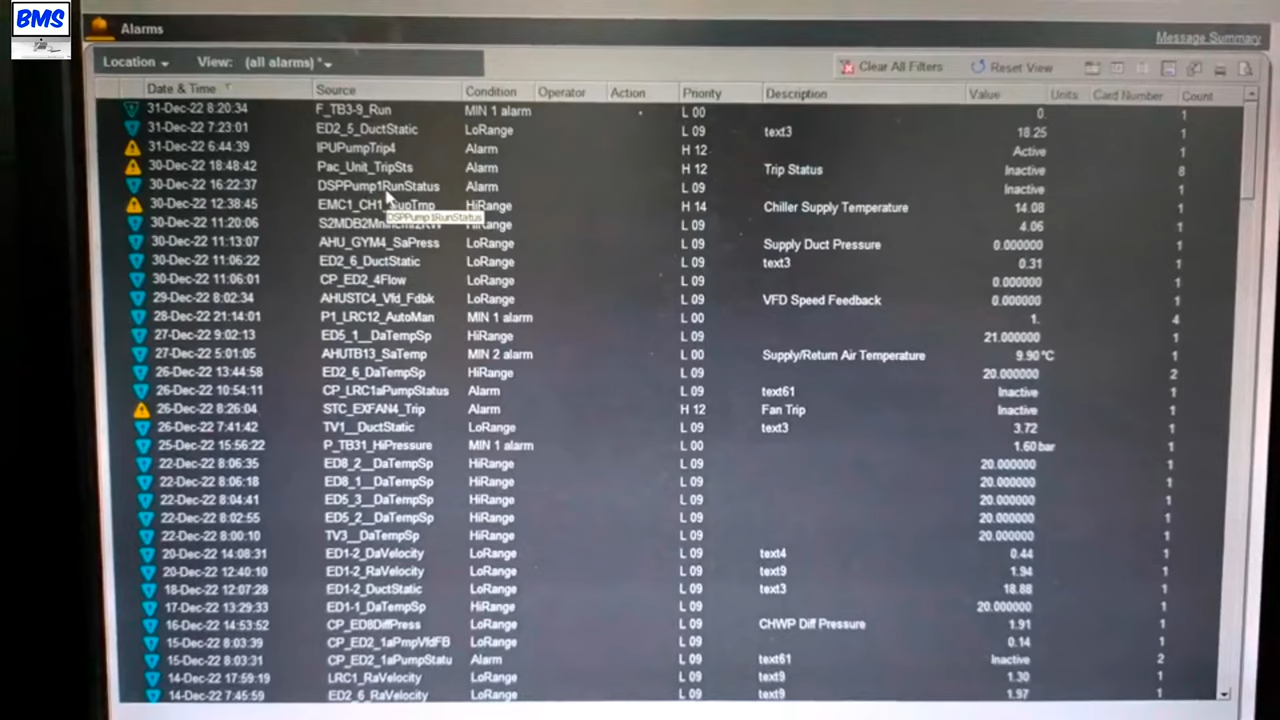 BMS
Alarms
Message Summary
Location View: (all alarms) *
Clear All Filters Reset View
Date & Time Source Condition Operator Action Priority Description Value Units Card Number Count
31-Dec-22 8:20:34 F_TB3-9_Run MIN 1 alarm L 00 0. 1
31-Dec-22 7:23:01 ED2_5_DuctStatic LoRange L 09 text3 18.25 1
31-Dec-22 6:44:39 IPUPumpTrip4 Alarm H 12 Active 1
30-Dec-22 18:48:42 Pac_Unit_TripSts Alarm H 12 Trip Status Inactive 8
30-Dec-22 16:22:37 DSPPump1RunStatus Alarm L 09 Inactive 1
30-Dec-22 12:38:45 EMC1_CH1_SupTmp HiRange H 14 Chiller Supply Temperature 14.08 1
DSPPump1RunStatus
30-Dec-22 11:20:06 HiRange L 09 4.06 1
30-Dec-22 11:13:07 AHU_GYM4_SaPress LoRange L 09 Supply Duct Pressure 0.000000 1
30-Dec-22 11:06:22 ED2_6_DuctStatic LoRange L 09 text3 0.31 1
30-Dec-22 11:06:01 CP_ED2_4Flow LoRange L 09 0.000000 1
29-Dec-22 8:02:34 AHUSTC4_Vfd_Fdbk LoRange L 09 VFD Speed Feedback 0.000000 1
28-Dec-22 21:14:01 P1_LRC12_AutoMan MIN 1 alarm L 00 1. 4
27-Dec-22 9:02:13 ED5_1__DaTempSp HiRange L 09 21.000000 1
27-Dec-22 5:01:05 AHUTB13_SaTemp MIN 2 alarm L 00 Supply/Return Air Temperature 9.90 °C 1
26-Dec-22 13:44:58 ED2_6_DaTempSp HiRange L 09 20.000000 2
26-Dec-22 10:54:11 CP_LRC1aPumpStatus Alarm L 09 text61 Inactive 1
26-Dec-22 8:26:04 STC_EXFAN4_Trip Alarm H 12 Fan Trip Inactive 1
26-Dec-22 7:41:42 TV1__DuctStatic LoRange L 09 text3 3.72 1
25-Dec-22 15:56:22 P_TB31_HiPressure MIN 1 alarm L 00 1.60 bar 1
22-Dec-22 8:06:35 ED8_2__DaTempSp HiRange L 09 20.000000 1
22-Dec-22 8:06:18 ED8_1__DaTempSp HiRange L 09 20.000000 1
22-Dec-22 8:04:41 ED5_3__DaTempSp HiRange L 09 20.000000 1
22-Dec-22 8:02:55 ED5_2__DaTempSp HiRange L 09 20.000000 1
22-Dec-22 8:00:10 TV3__DaTempSp HiRange L 09 20.000000 1
20-Dec-22 14:08:31 ED1-2_DaVelocity LoRange L 09 text4 0.44 1
20-Dec-22 12:40:10 ED1-2_RaVelocity LoRange L 09 text9 1.94 1
18-Dec-22 12:07:28 ED1-2_DuctStatic LoRange L 09 text3 18.88 1
17-Dec-22 13:29:33 ED1-1_DaTempSp HiRange L 09 20.000000 1
16-Dec-22 14:53:52 CP_ED8DiffPress LoRange L 09 CHWP Diff Pressure 1.91 1
15-Dec-22 8:03:39 CP_ED2_1aPmpVfdFB LoRange L 09 0.14 1
15-Dec-22 8:03:31 CP_ED2_1aPumpStatu Alarm L 09 text61 Inactive 2
14-Dec-22 17:59:19 LRC1_RaVelocity LoRange L 09 text9 1.30 1
14-Dec-22 7:45:59 ED2_6_RaVelocity LoRange L 09 text9 1.97 1